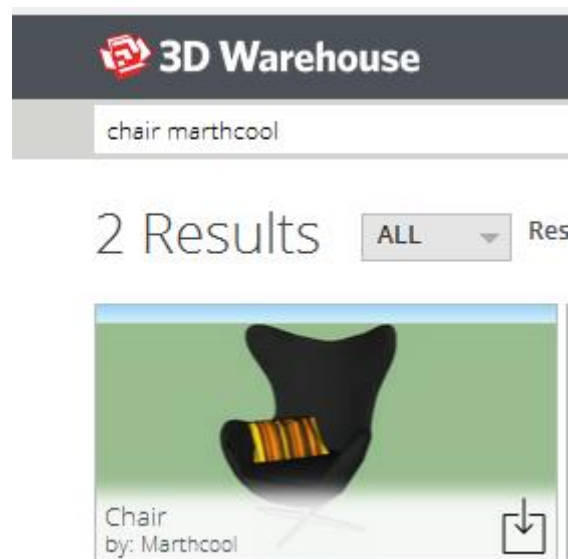 3D Warehouse
chair marthcool
2 Results ALL Res
Chair
by: Marthcool